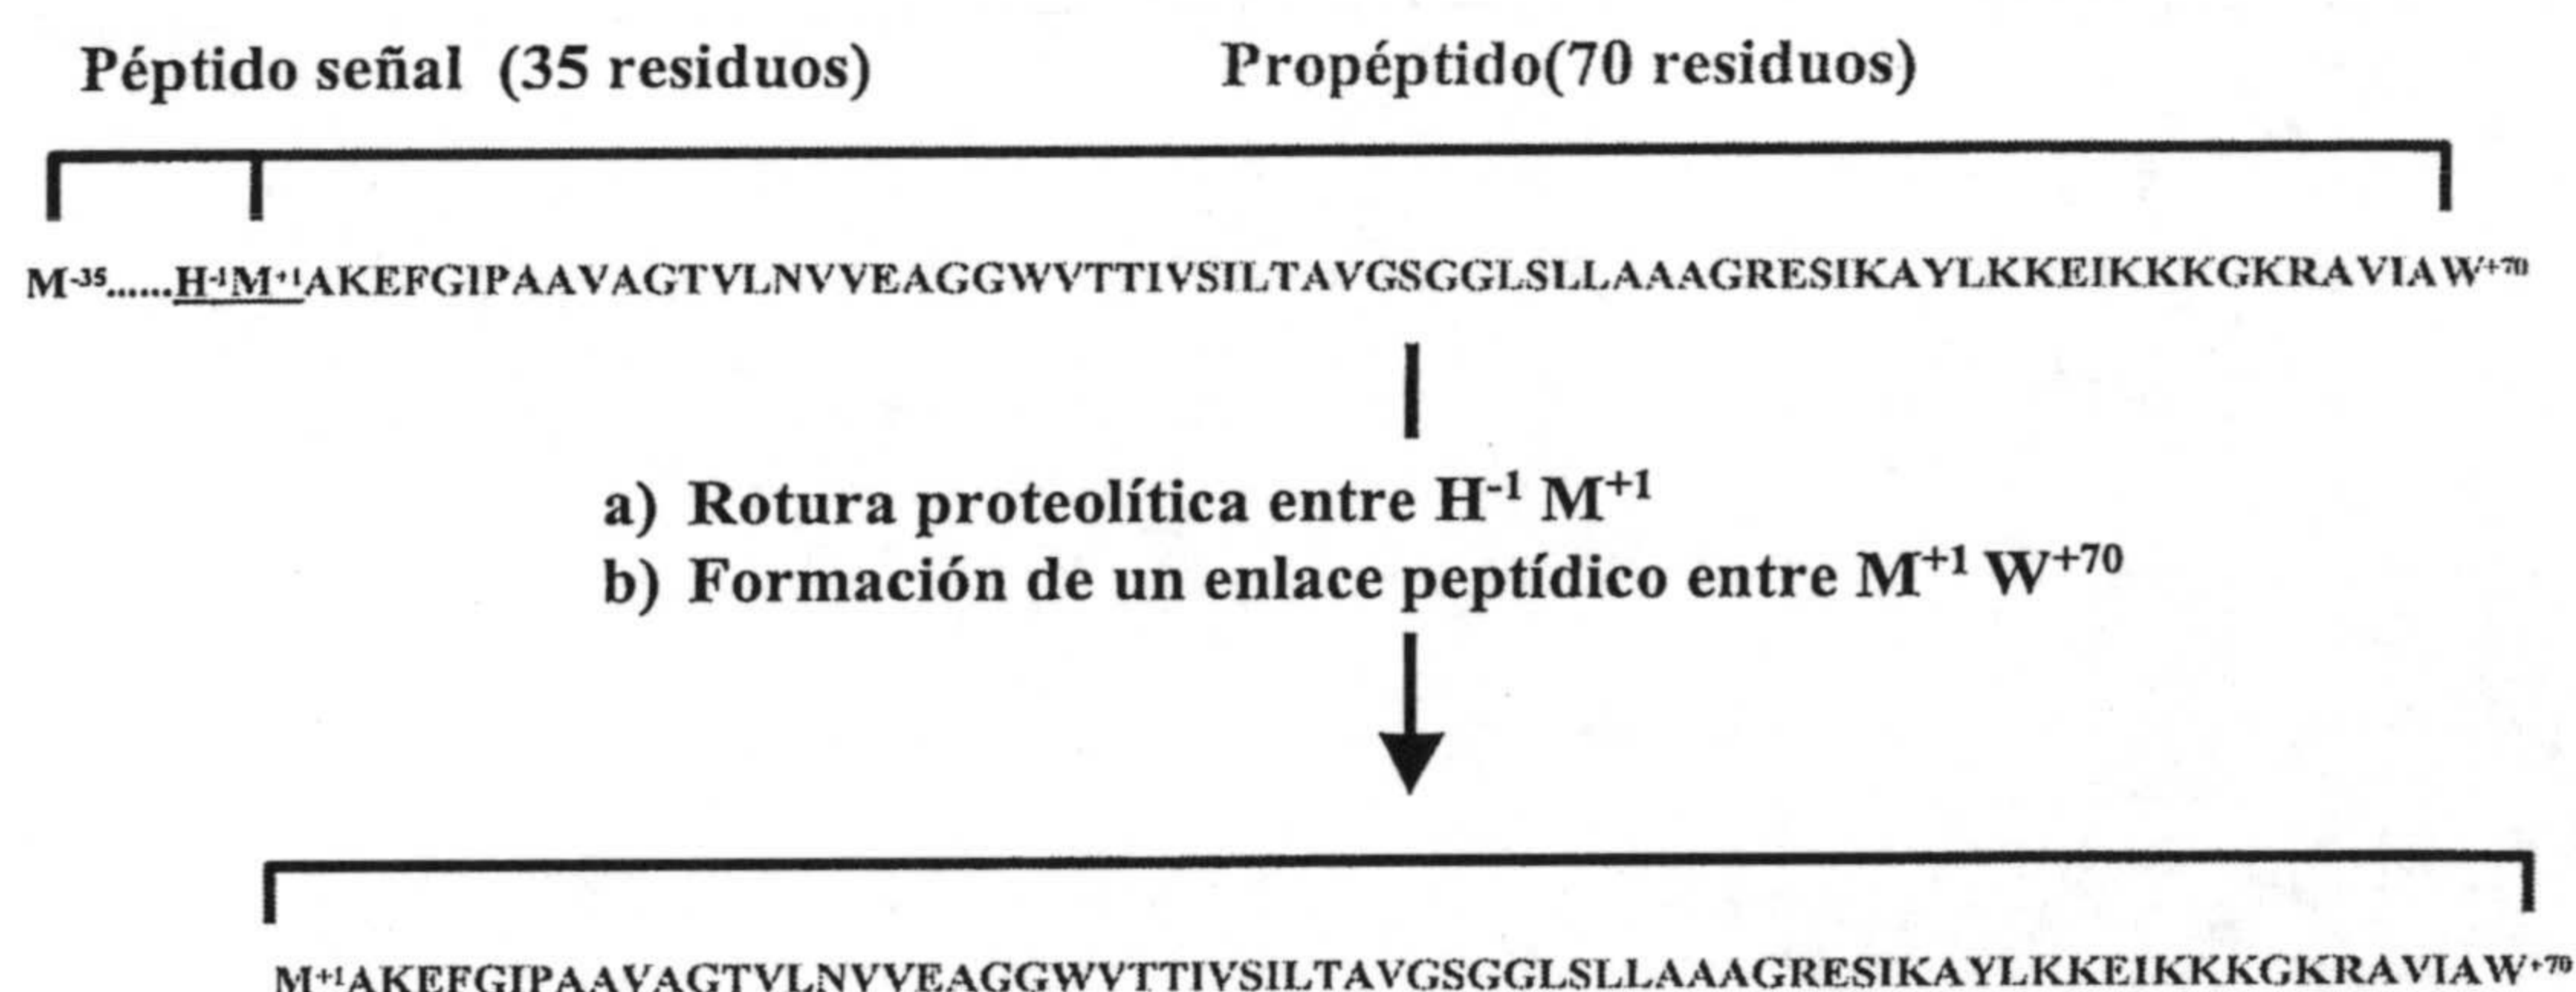 Péptido señal (35 residuos) Propéptido(70 residuos)
M-35......H-1M+1AKEFGIPAAVAGTVLNVVEAGGWVTTIVSILTAVGSGGLSLLAAAGRESIKAYLKKEIKKKGKRAVIAW+70
a) Rotura proteolítica entre H-1 M+1
b) Formación de un enlace peptídico entre M+1 W+70
M+1AKEFGIPAAVAGTVLNVVEAGGWVTTIVSILTAVGSGGLSLLAAAGRESIKAYLKKEIKKKGKRAVIAW+70